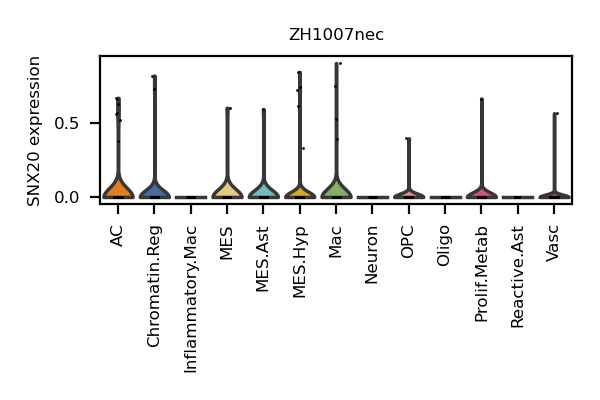 ZH1007nec
SNX20 expression
0.5
0.0
AC
Chromatin.Reg
Inflammatory.Mac
MES
MES.Ast
MES.Hyp
Mac
Neuron
OPC
Oligo
Prolif.Metab
Reactive.Ast
Vasc